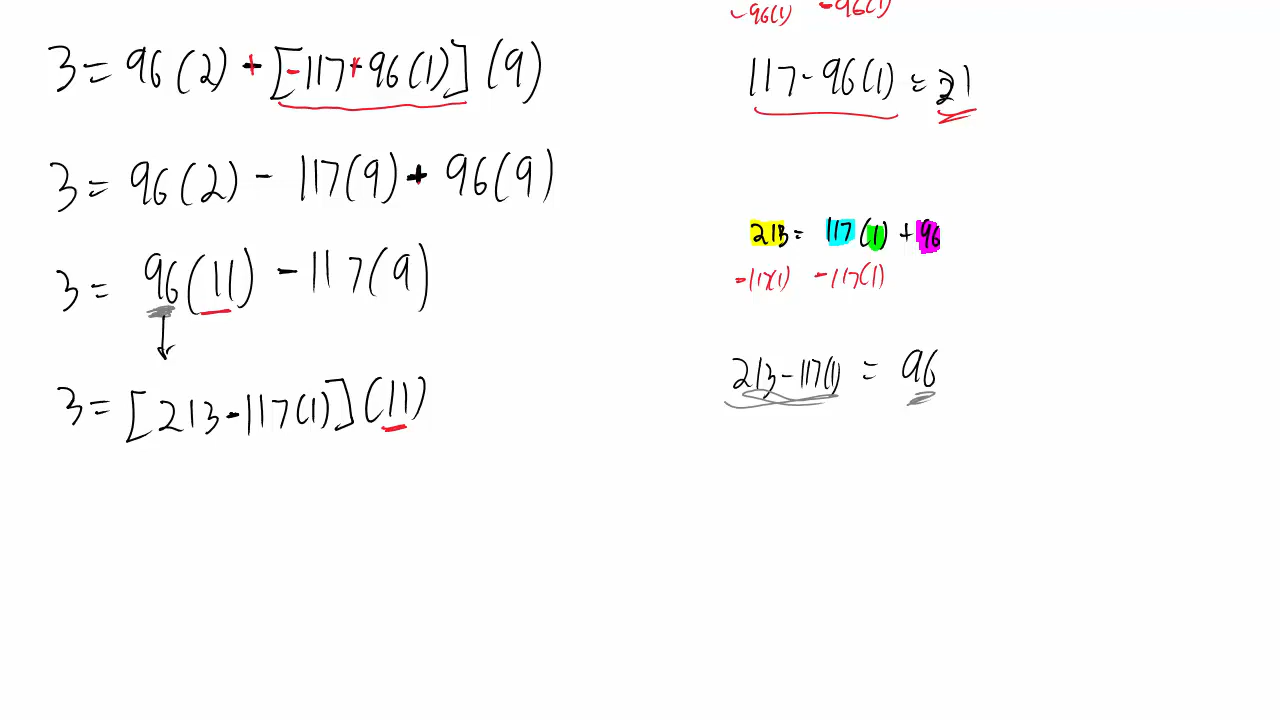 3 = 96(2) + [-117+96(1)](9)
3 = 96(2) - 117(9) + 96(9)
3 = 96(11) - 117(9)
3 = [213-117(1)](11)
-96(1) -96(1)
117-96(1) = 21
213 = 117(1) + 96
-117(1) -117(1)
213-117(1) = 96